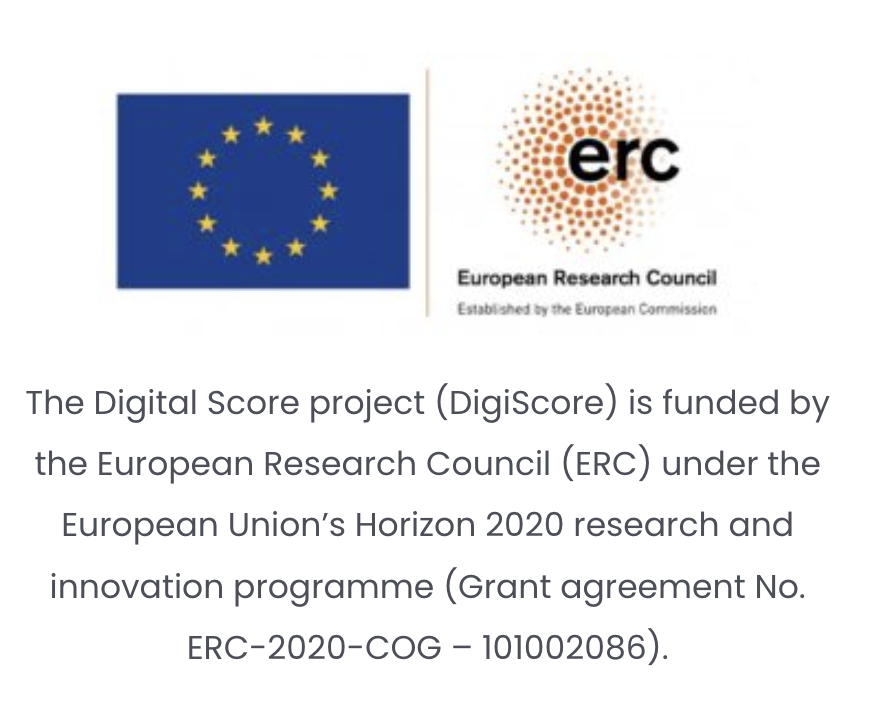 erc
European Research Council
Established by the European Commission
The Digital Score project (DigiScore) is funded by
the European Research Council (ERC) under the
European Union’s Horizon 2020 research and
innovation programme (Grant agreement No.
ERC-2020-COG – 101002086).